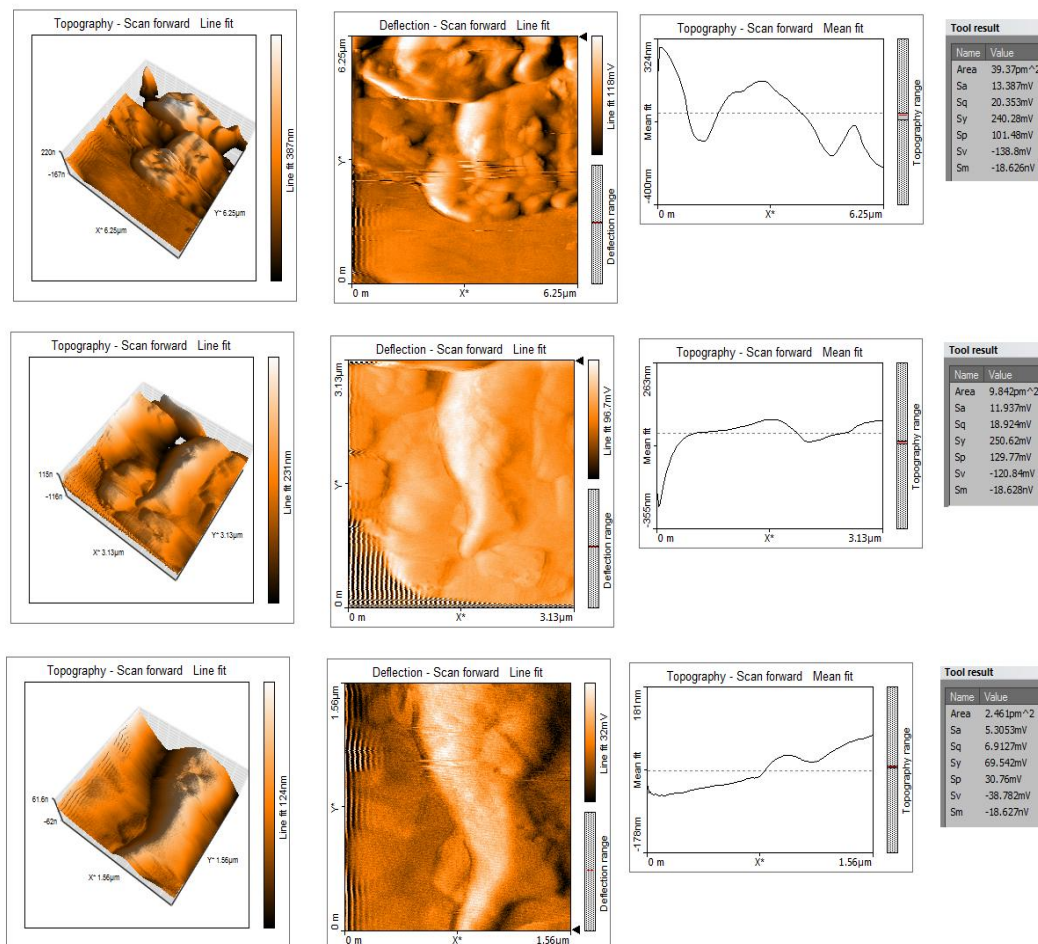 Topography - Scan forward Line fit
220n
-167n
X* 6.25µm
Y* 6.25µm
Line fit 387nm
Deflection - Scan forward Line fit
6.25µm
Y*
0 m
0 m
X*
6.25µm
Line fit 118mV
Deflection range
Topography - Scan forward Mean fit
324nm
Mean fit
-400nm
0 m
X*
6.25µm
Topography range
Tool result
Name Value
Area 39.37pm^2
Sa 13.387mV
Sq 20.353mV
Sy 240.28mV
Sp 101.48mV
Sv -138.8mV
Sm -18.626nV
Topography - Scan forward Line fit
115n
-116n
X* 3.13µm
Y* 3.13µm
Line fit 231nm
Deflection - Scan forward Line fit
3.13µm
Y*
0 m
0 m
X*
3.13µm
Line fit 96.7mV
Deflection range
Topography - Scan forward Mean fit
263nm
Mean fit
-355nm
0 m
X*
3.13µm
Topography range
Tool result
Name Value
Area 9.842pm^2
Sa 11.937mV
Sq 18.924mV
Sy 250.62mV
Sp 129.77mV
Sv -120.84mV
Sm -18.628nV
Topography - Scan forward Line fit
61.6n
-62n
X* 1.56µm
Y* 1.56µm
Line fit 124nm
Deflection - Scan forward Line fit
1.56µm
Y*
0 m
0 m
X*
1.56µm
Line fit 32mV
Deflection range
Topography - Scan forward Mean fit
181nm
Mean fit
-178nm
0 m
X*
1.56µm
Topography range
Tool result
Name Value
Area 2.461pm^2
Sa 5.3053mV
Sq 6.9127mV
Sy 69.542mV
Sp 30.76mV
Sv -38.782mV
Sm -18.627nV